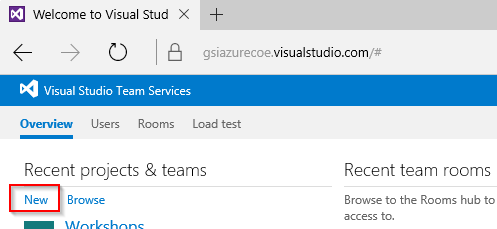 Welcome to Visual Stud
gsiazurecoe.visualstudio.com/#
Visual Studio Team Services
Overview Users Rooms Load test
Recent projects & teams
New Browse
Workshops
Recent team rooms
Browse to the Rooms hub to
access to.